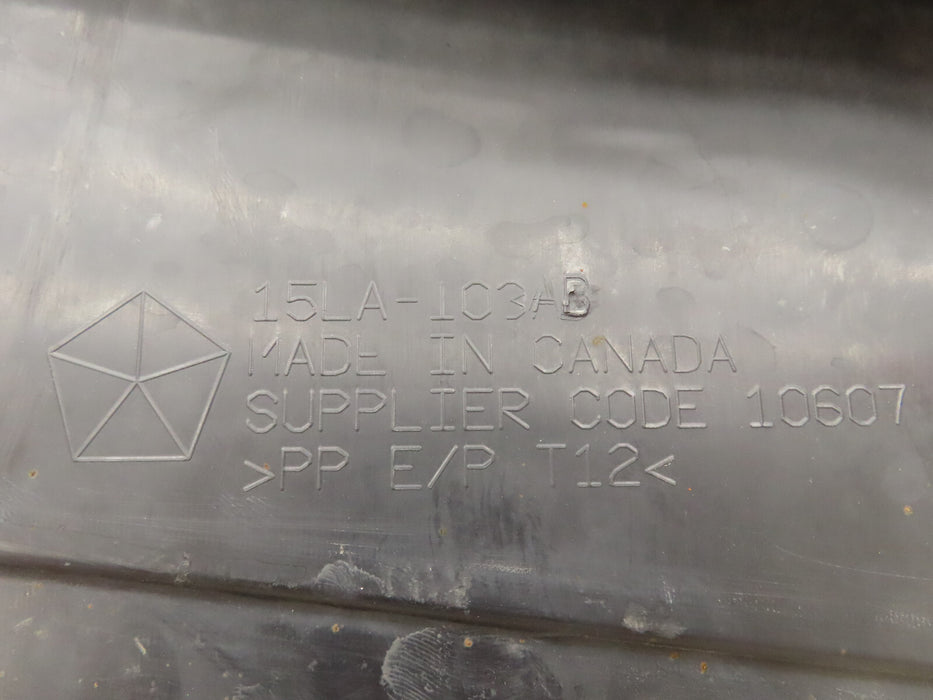 15LA-103AB
MADE IN CANADA
SUPPLIER CODE 10607
>PP E/P T12<